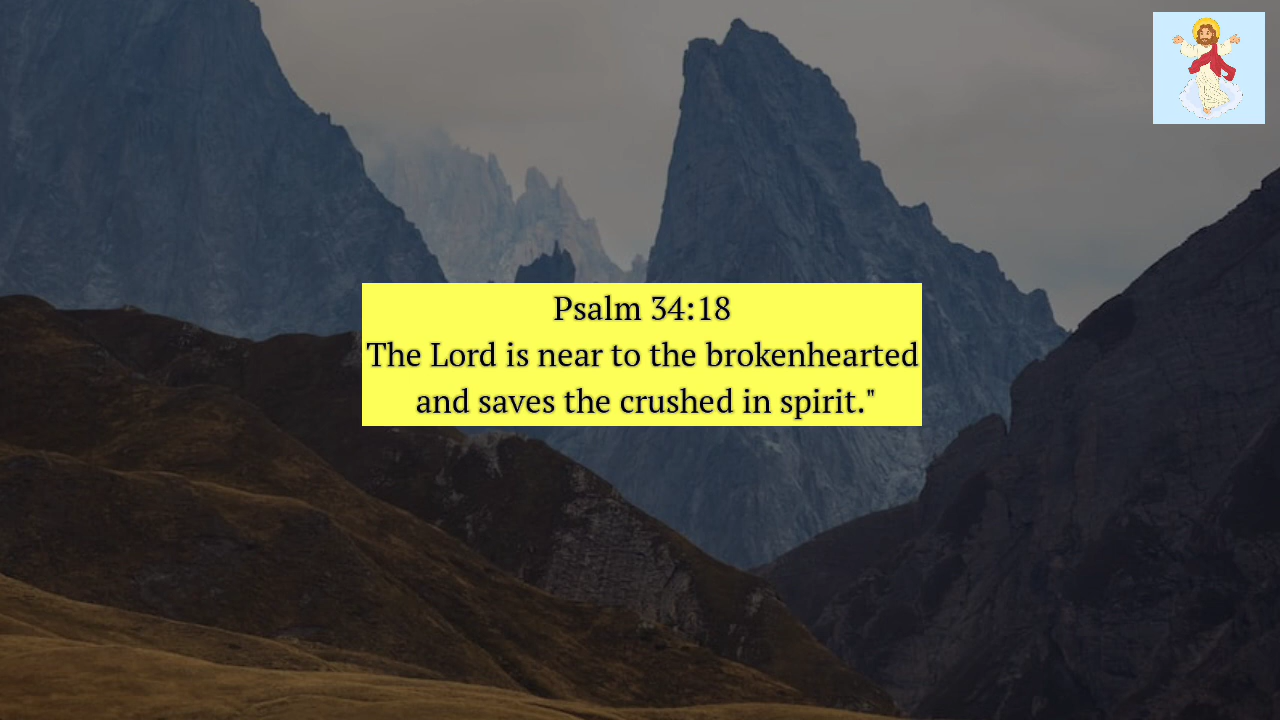 Psalm 34:18
The Lord is near to the brokenhearted
and saves the crushed in spirit."